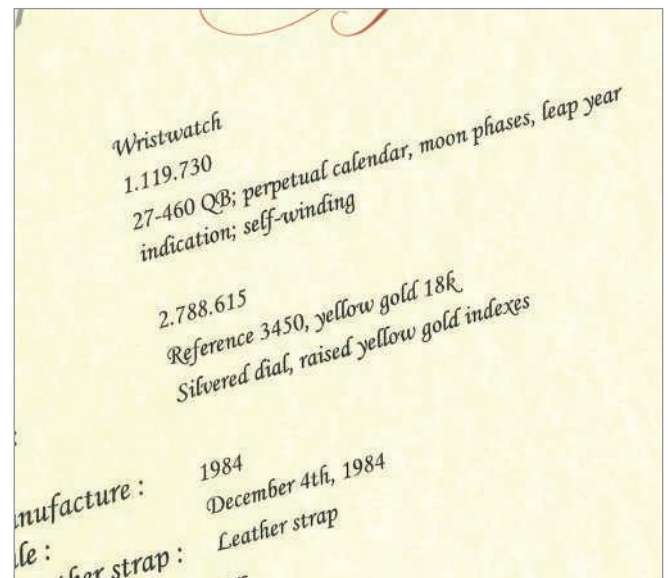 Wristwatch
1.119.730
27-460 QB; perpetual calendar, moon phases, leap year
indication; self-winding
2.788.615
Reference 3450, yellow gold 18k
Silvered dial, raised yellow gold indexes
:
anufacture : 1984
ale : December 4th, 1984
ther strap : Leather strap